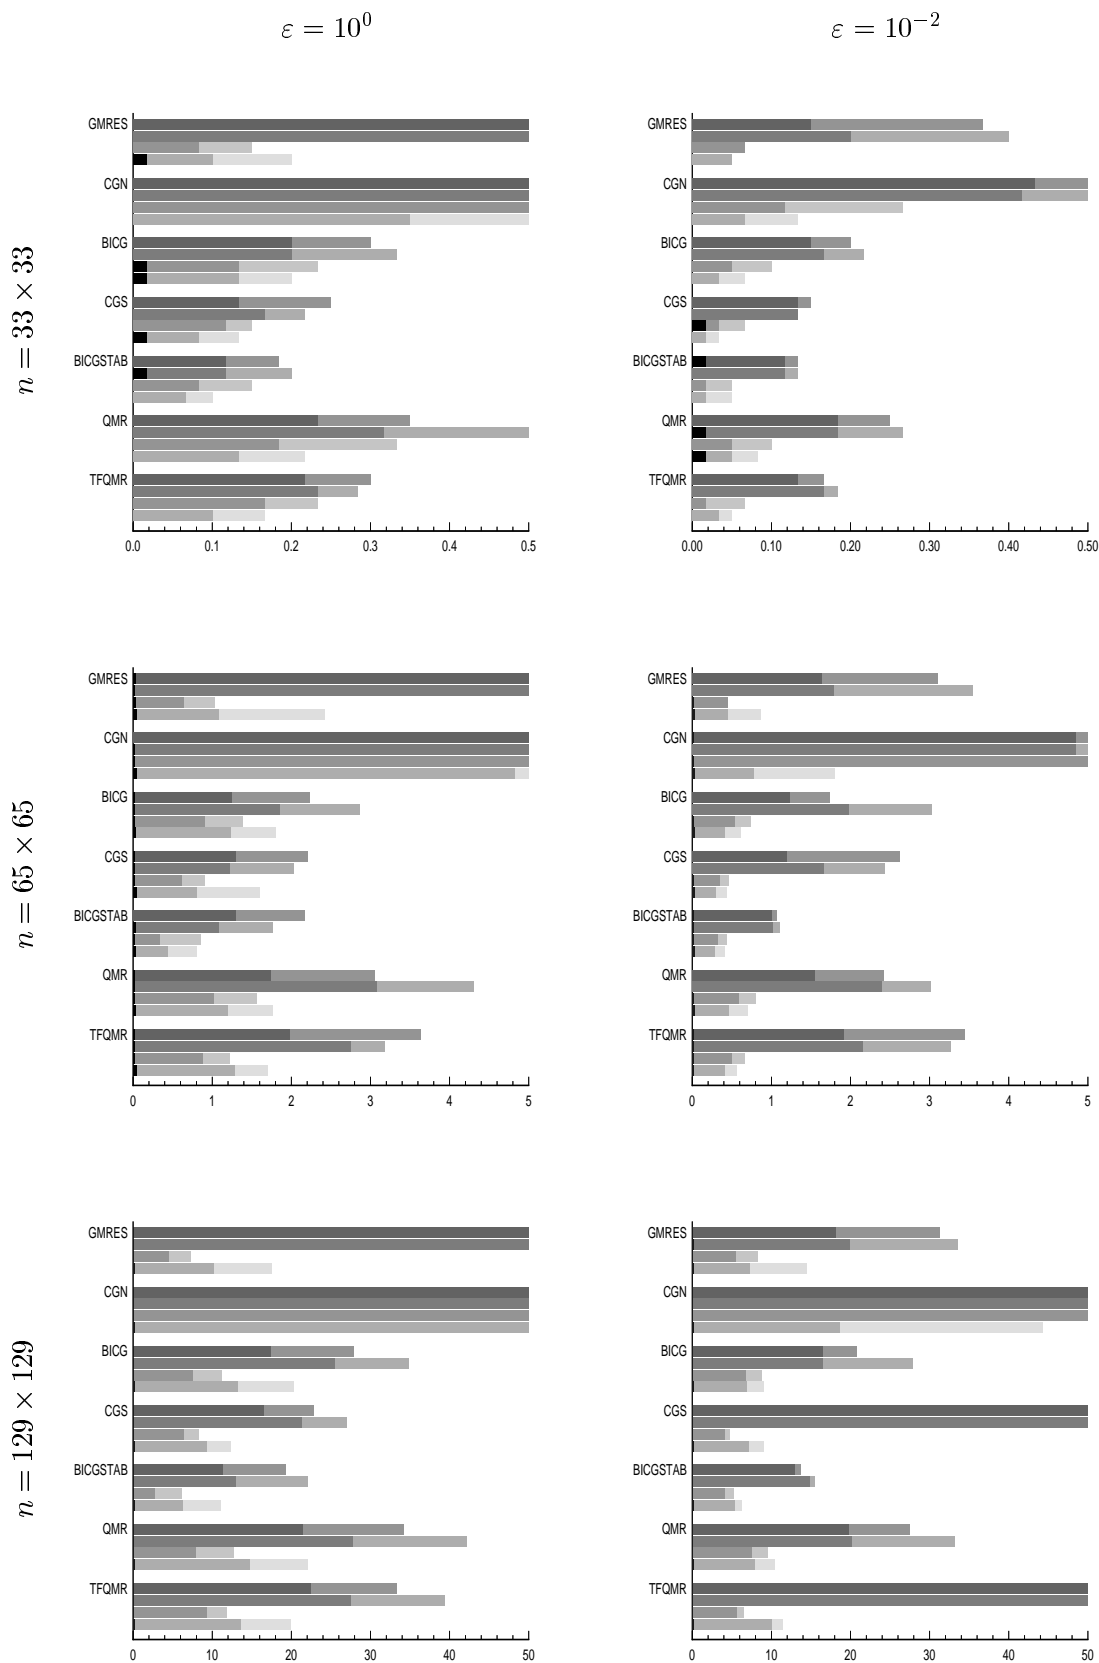 ε = 10⁰ ε = 10⁻²
n = 33 × 33
GMRES GMRES
CGN CGN
BICG BICG
CGS CGS
BICGSTAB BICGSTAB
QMR QMR
TFQMR TFQMR
0.0 0.1 0.2 0.3 0.4 0.5 0.00 0.10 0.20 0.30 0.40 0.50
n = 65 × 65
GMRES GMRES
CGN CGN
BICG BICG
CGS CGS
BICGSTAB BICGSTAB
QMR QMR
TFQMR TFQMR
0 1 2 3 4 5 0 1 2 3 4 5
n = 129 × 129
GMRES GMRES
CGN CGN
BICG BICG
CGS CGS
BICGSTAB BICGSTAB
QMR QMR
TFQMR TFQMR
0 10 20 30 40 50 0 10 20 30 40 50